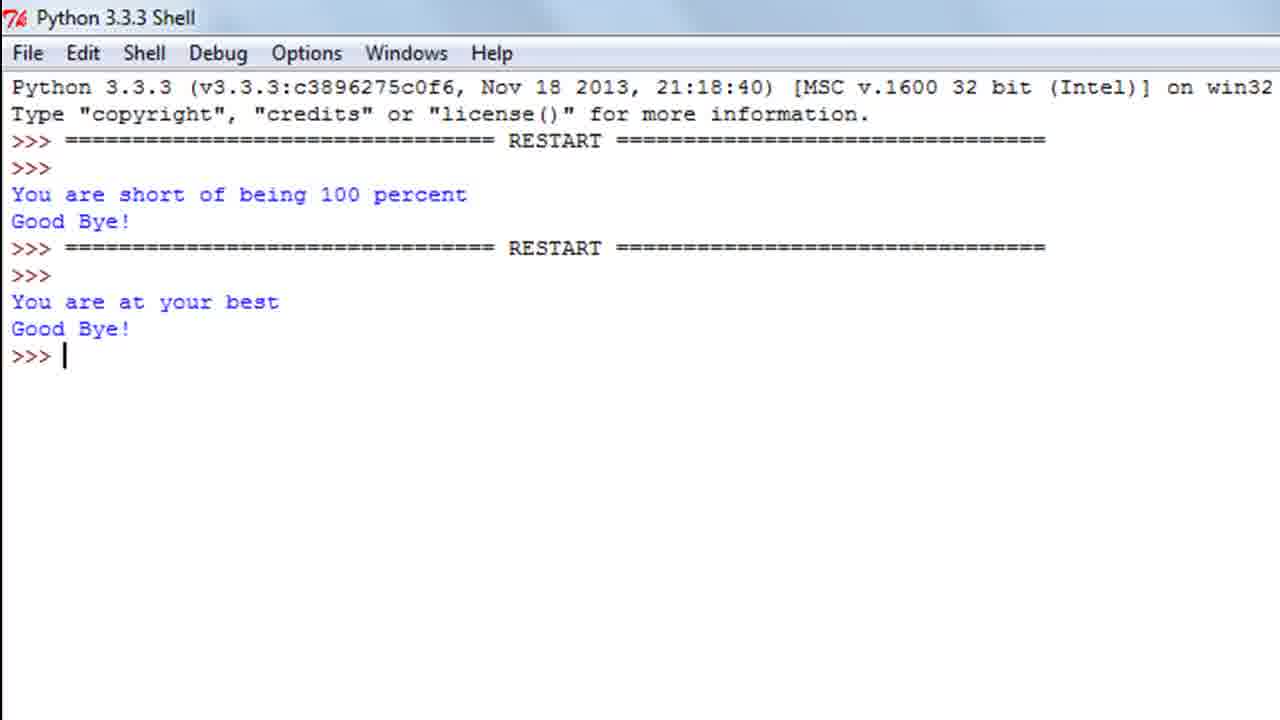 Python 3.3.3 Shell
File Edit Shell Debug Options Windows Help
Python 3.3.3 (v3.3.3:c3896275c0f6, Nov 18 2013, 21:18:40) [MSC v.1600 32 bit (Intel)] on win32
Type "copyright", "credits" or "license()" for more information.
>>> ================================ RESTART ================================
>>>
You are short of being 100 percent
Good Bye!
>>> ================================ RESTART ================================
>>>
You are at your best
Good Bye!
>>>